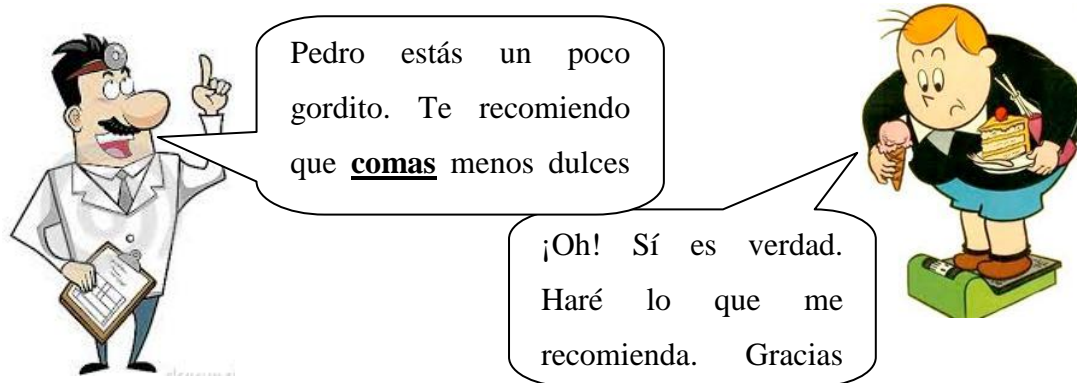 Pedro estás un poco
gordito. Te recomiendo
que comas menos dulces
¡Oh! Sí es verdad.
Haré lo que me
recomienda. Gracias